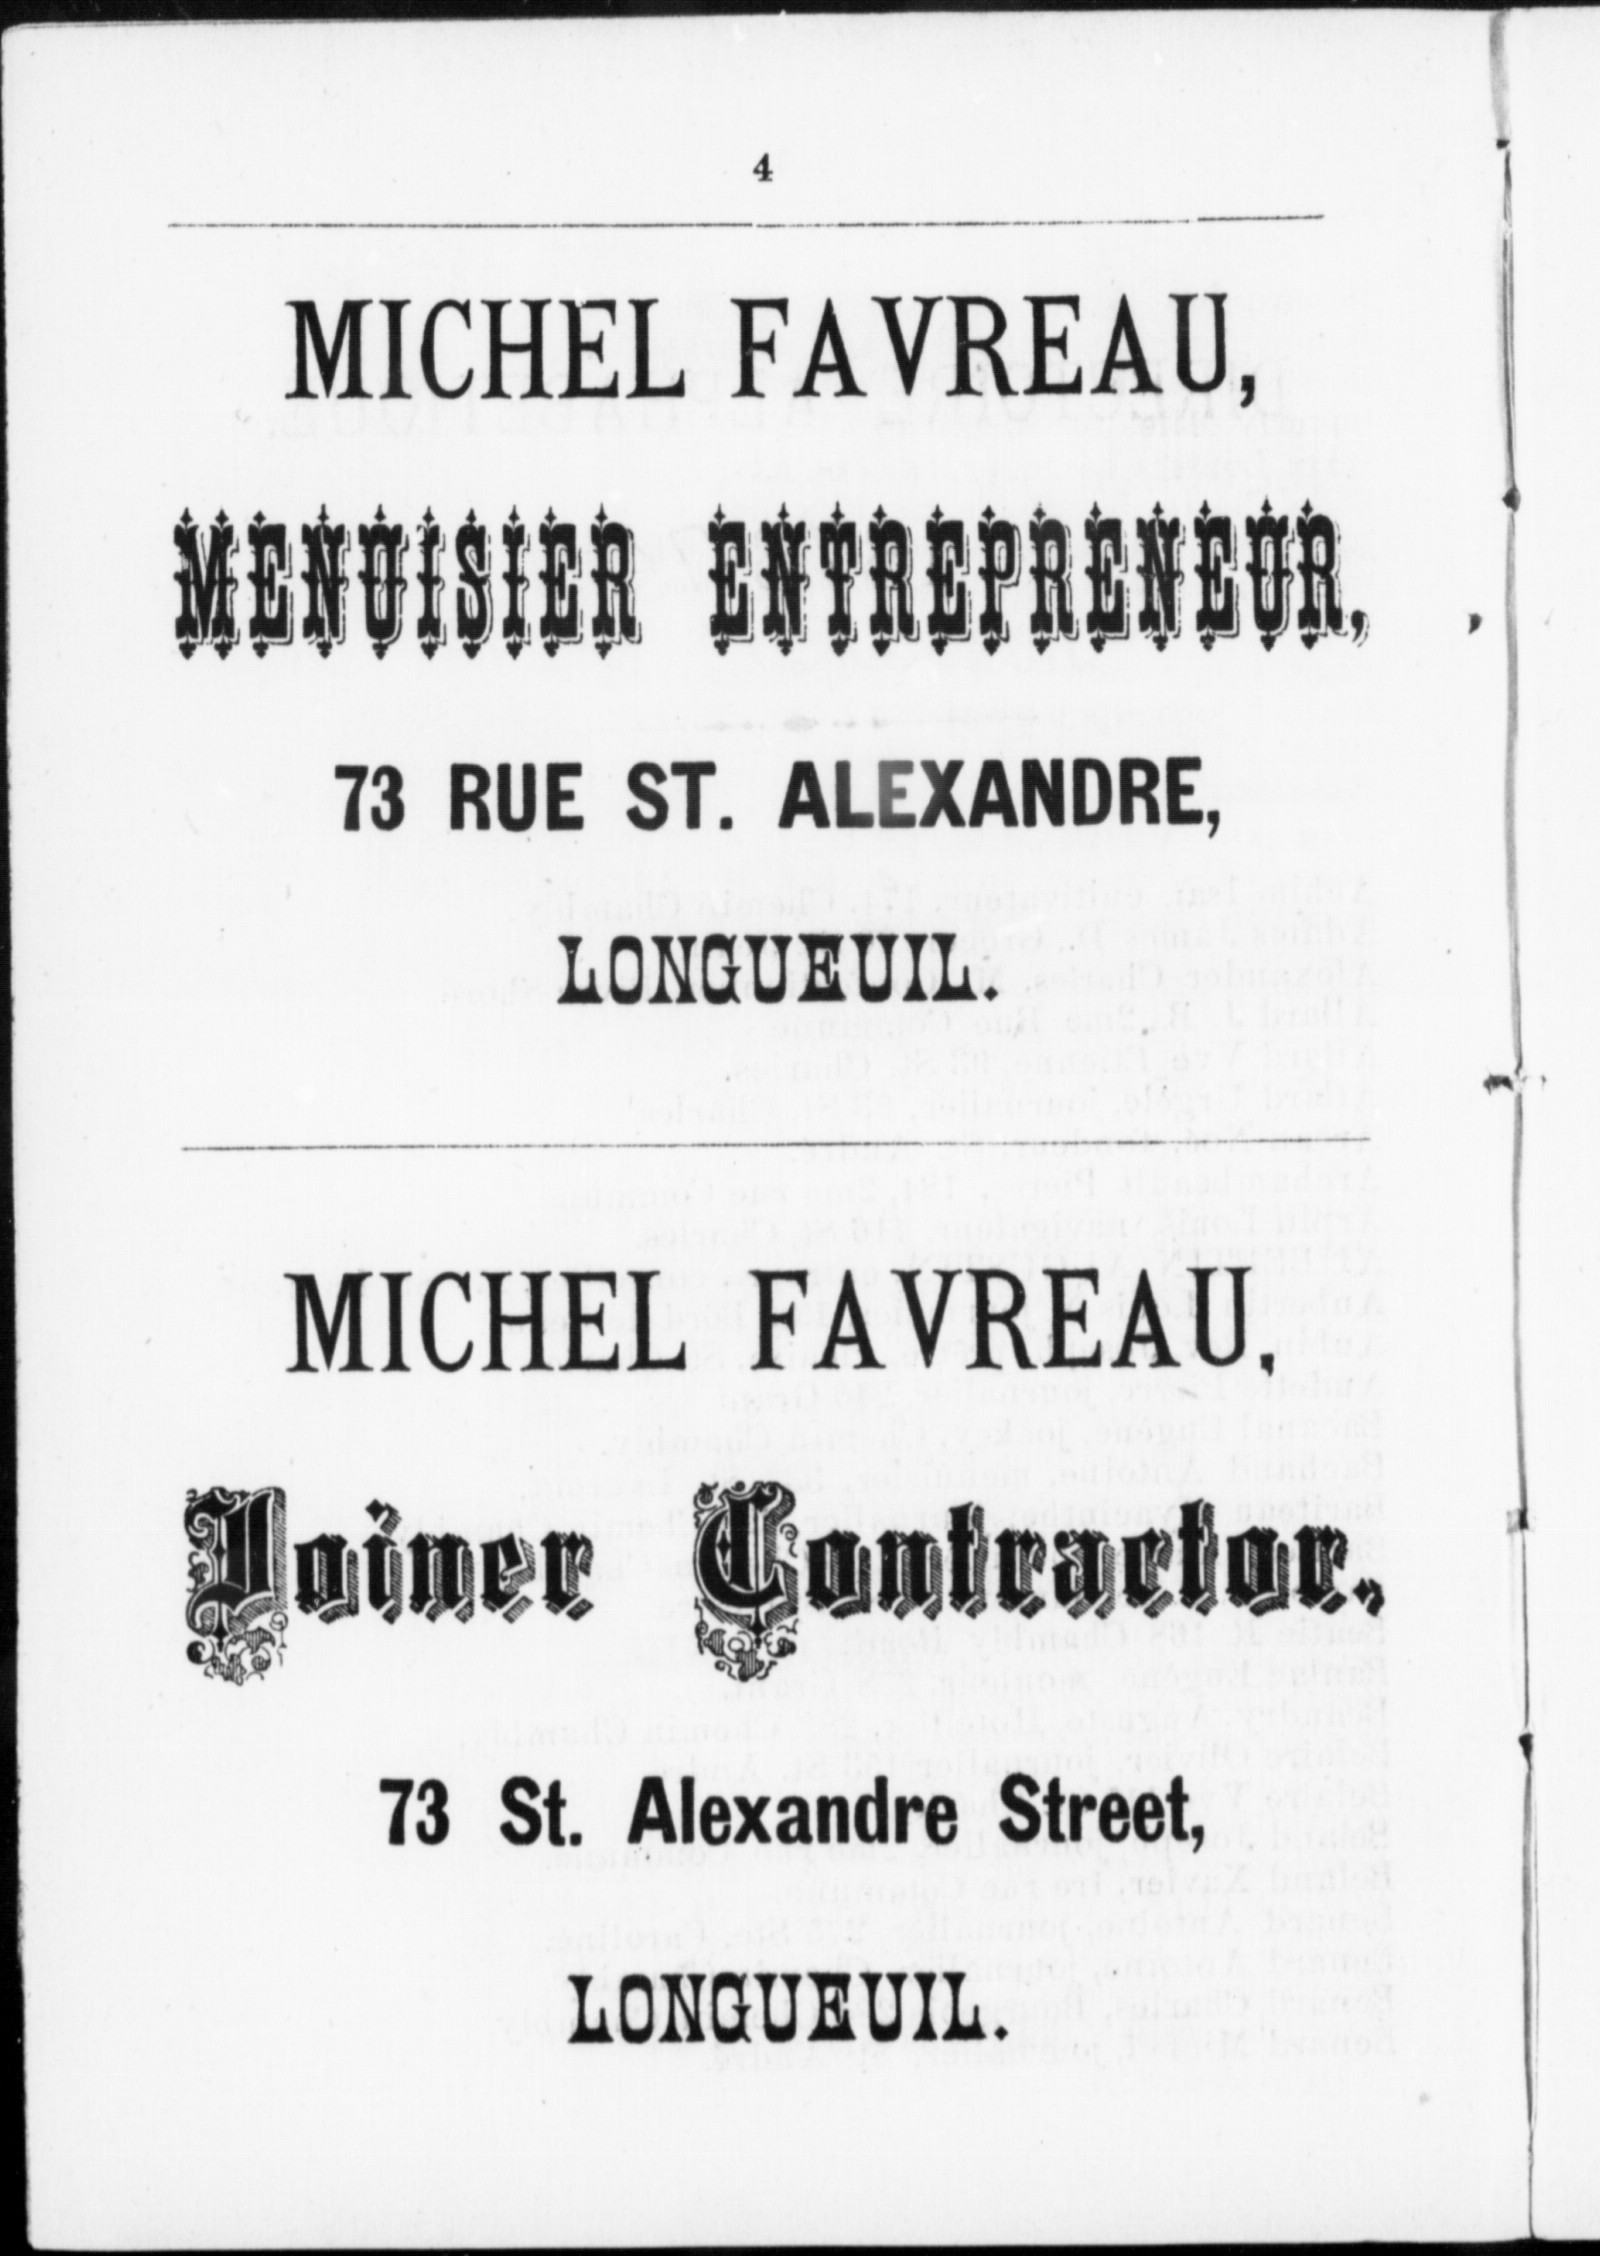 4
MICHEL FAVREAU,
MENUISIER ENTREPRENEUR,
73 RUE ST. ALEXANDRE,
LONGUEUIL.
MICHEL FAVREAU,
Joiner Contractor,
73 St. Alexandre Street,
LONGUEUIL.